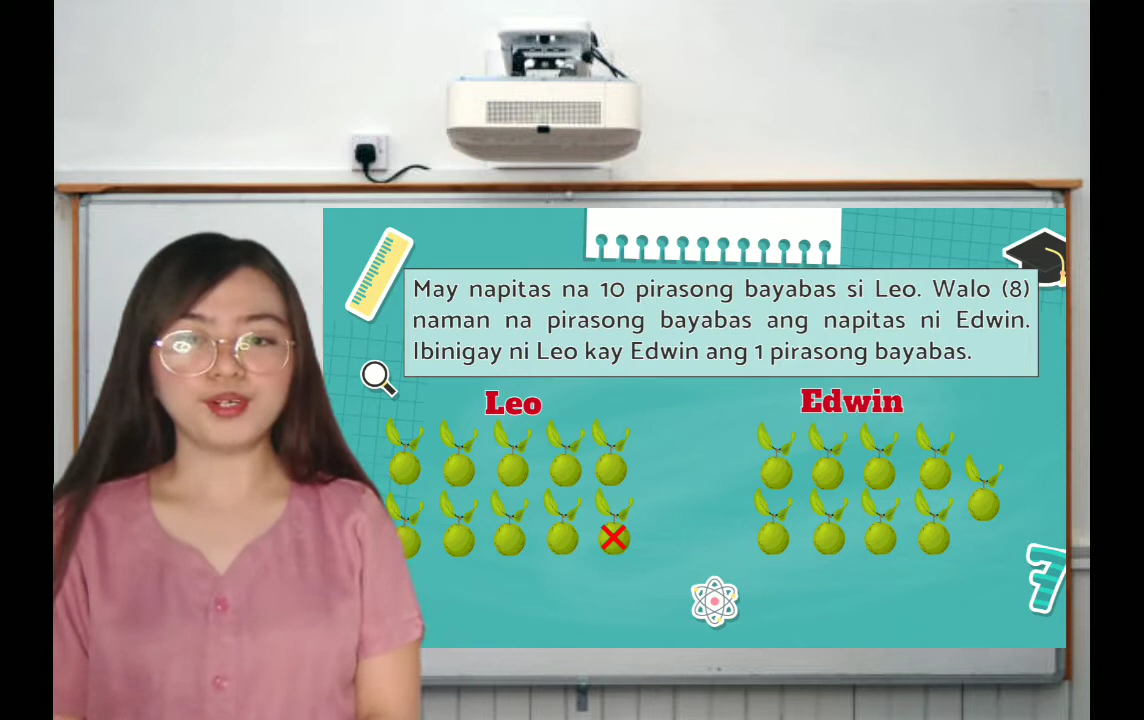 May napitas na 10 pirasong bayabas si Leo. Walo (8)
naman na pirasong bayabas ang napitas ni Edwin.
Ibinigay ni Leo kay Edwin ang 1 pirasong bayabas.
Leo
Edwin
7